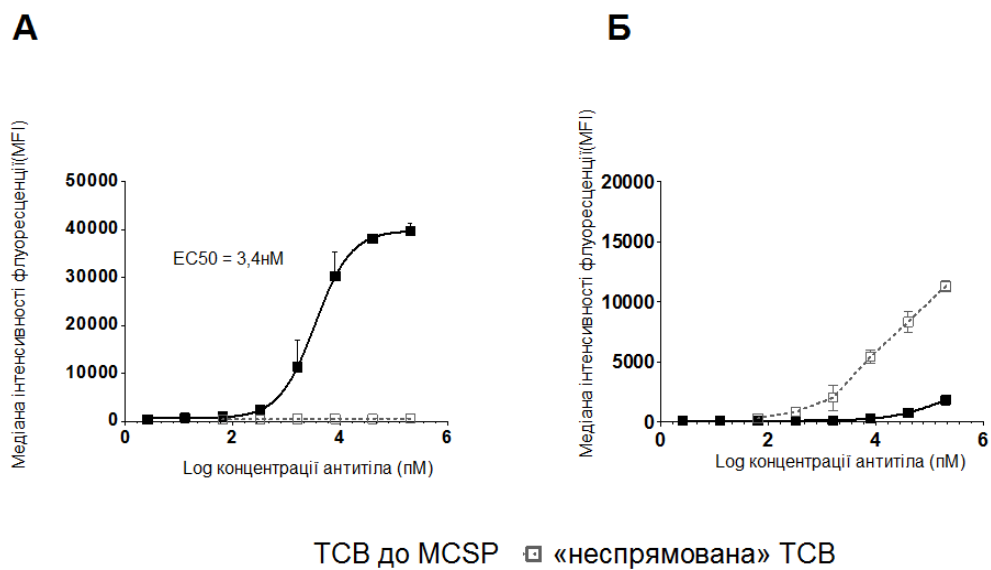 А
Б
Медіана інтенсивності флуоресценції(MFI)
50000
40000
30000
20000
10000
0
EC50 = 3,4нМ
0
2
4
6
Log концентрації антитіла (пМ)
Медіана інтенсивності флуоресценції(MFI)
20000
15000
10000
5000
0
0
2
4
6
Log концентрації антитіла (пМ)
ТСВ до MCSP
«неспрямована» ТСВ